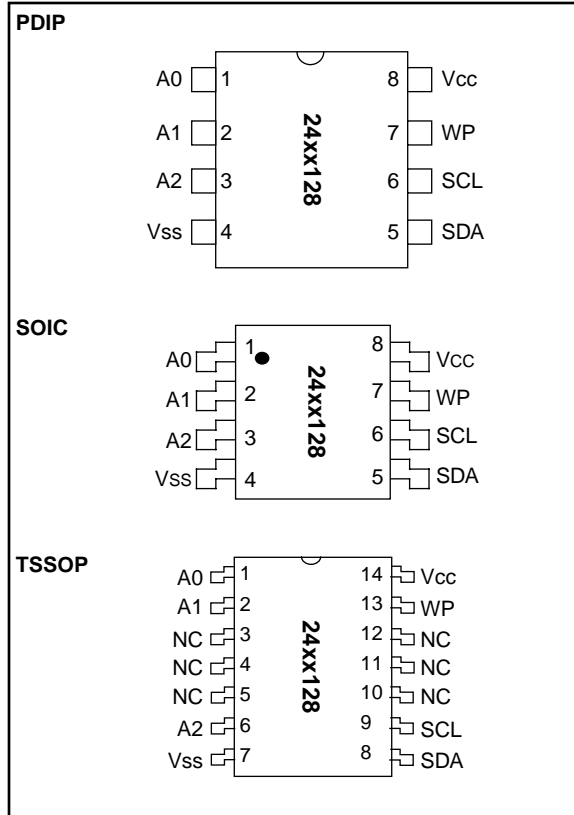 PDIP
A0 1 8 Vcc
A1 2 7 WP
A2 3 6 SCL
Vss 4 5 SDA
24xx128
SOIC
A0 1 8 Vcc
A1 2 7 WP
A2 3 6 SCL
Vss 4 5 SDA
24xx128
TSSOP
A0 1 14 Vcc
A1 2 13 WP
NC 3 12 NC
NC 4 11 NC
NC 5 10 NC
A2 6 9 SCL
Vss 7 8 SDA
24xx128